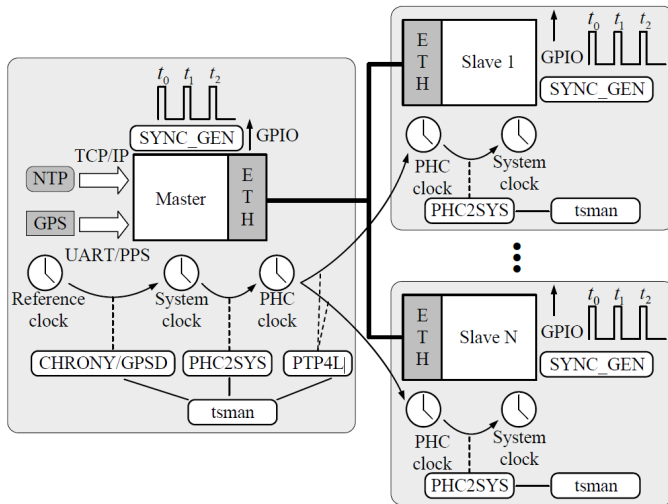 t0 t1 t2
SYNC_GEN
GPIO
TCP/IP
NTP
Master
E
T
H
GPS
UART/PPS
Reference
clock
System
clock
PHC
clock
CHRONY/GPSD
PHC2SYS
PTP4L
tsman
E
T
H
Slave 1
GPIO
t0 t1 t2
SYNC_GEN
PHC
clock
System
clock
PHC2SYS
tsman
E
T
H
Slave N
GPIO
t0 t1 t2
SYNC_GEN
PHC
clock
System
clock
PHC2SYS
tsman